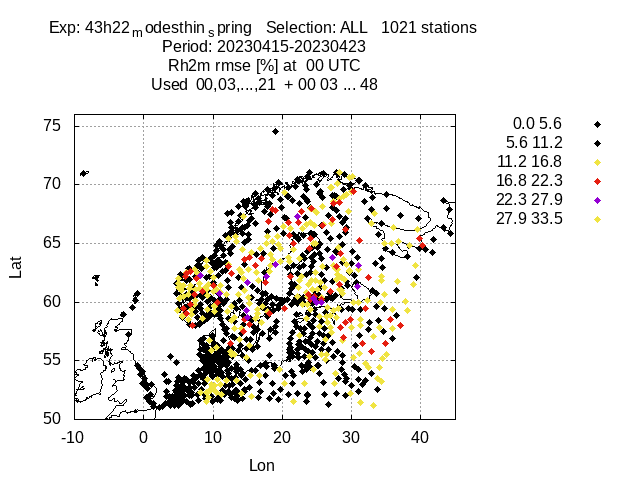 Exp: 43h22modesthinspring Selection: ALL 1021 stations
Period: 20230415-20230423
Rh2m rmse [%] at 00 UTC
Used 00,03,...,21 + 00 03 ... 48
0.0 5.6
5.6 11.2
11.2 16.8
16.8 22.3
22.3 27.9
27.9 33.5
75
70
65
60
55
50
Lat
-10 0 10 20 30 40
Lon